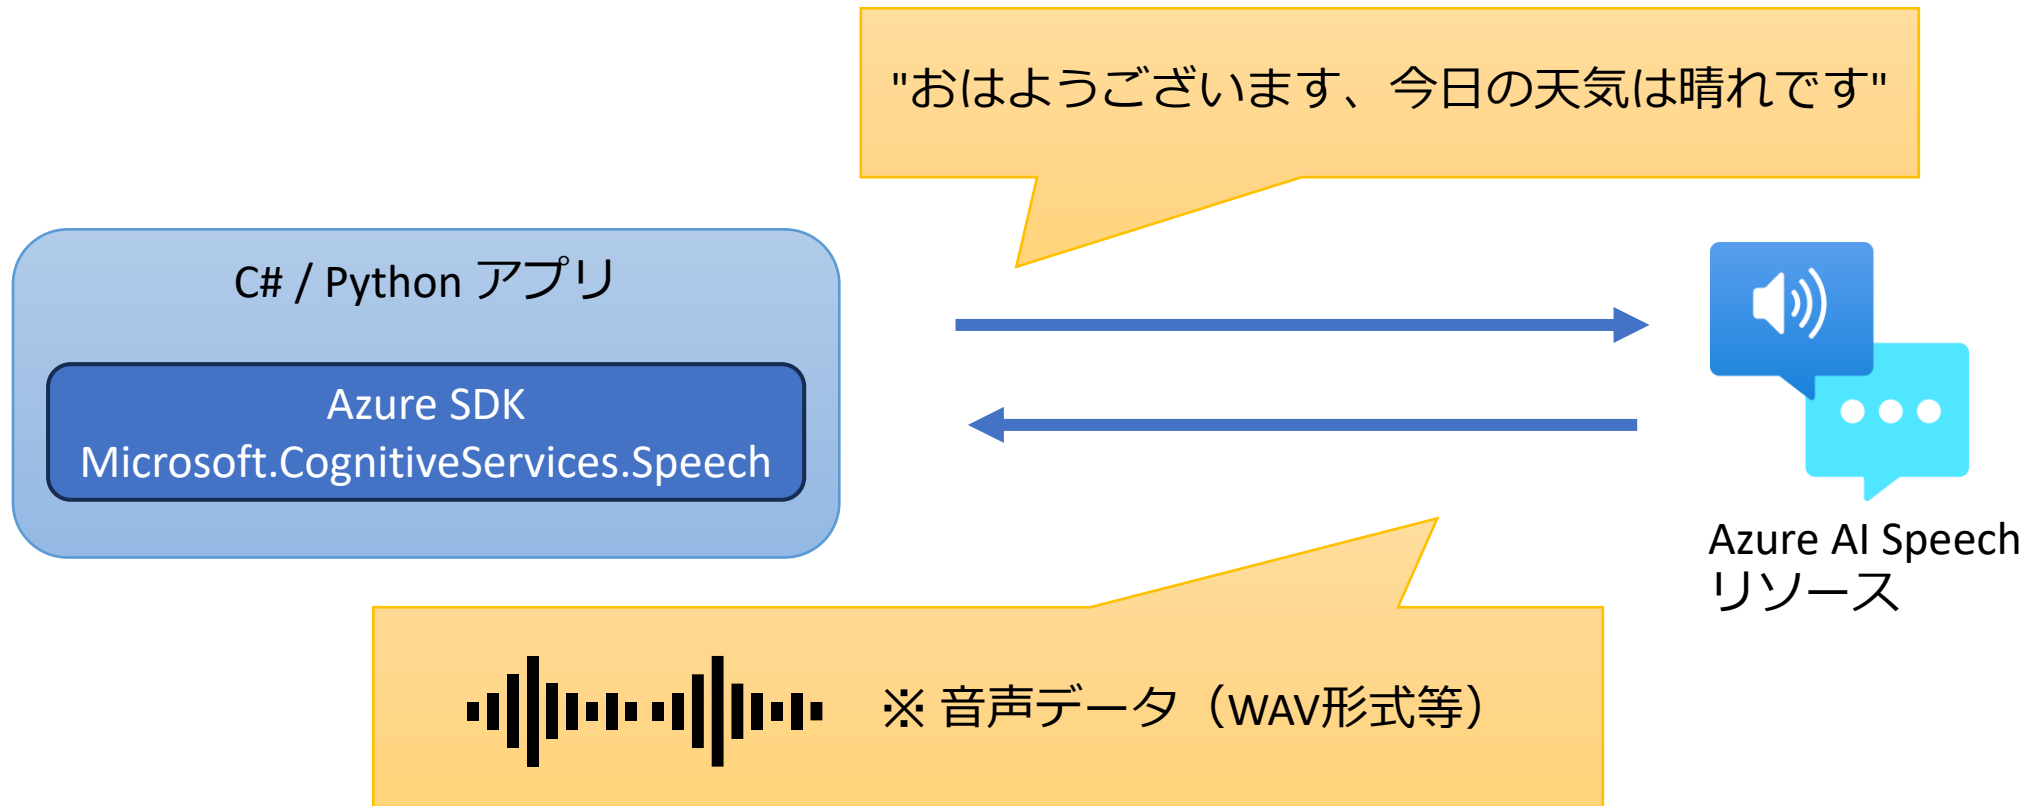 "おはようございます、今日の天気は晴れです"
C# / Python アプリ
Azure SDK
Microsoft.CognitiveServices.Speech
Azure AI Speech
リソース
※ 音声データ（WAV形式等）